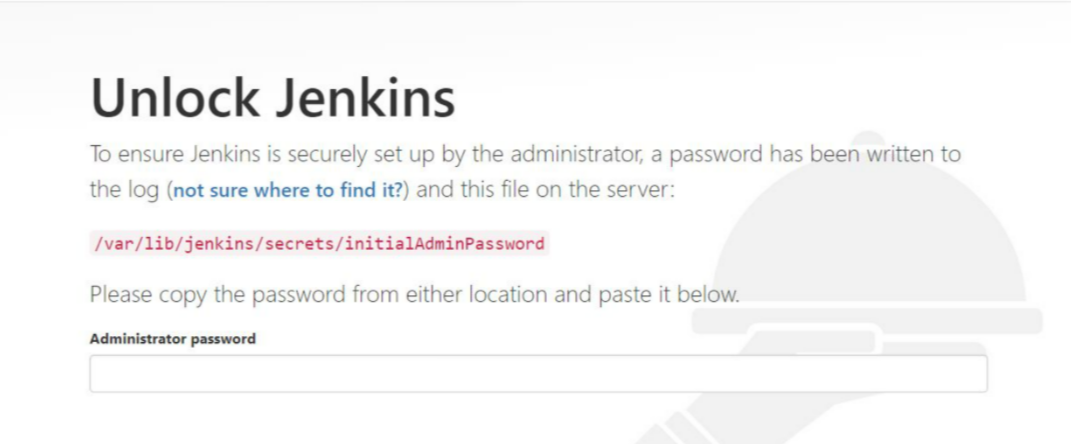 Unlock Jenkins
To ensure Jenkins is securely set up by the administrator, a password has been written to
the log (not sure where to find it?) and this file on the server:
/var/lib/jenkins/secrets/initialAdminPassword
Please copy the password from either location and paste it below.
Administrator password